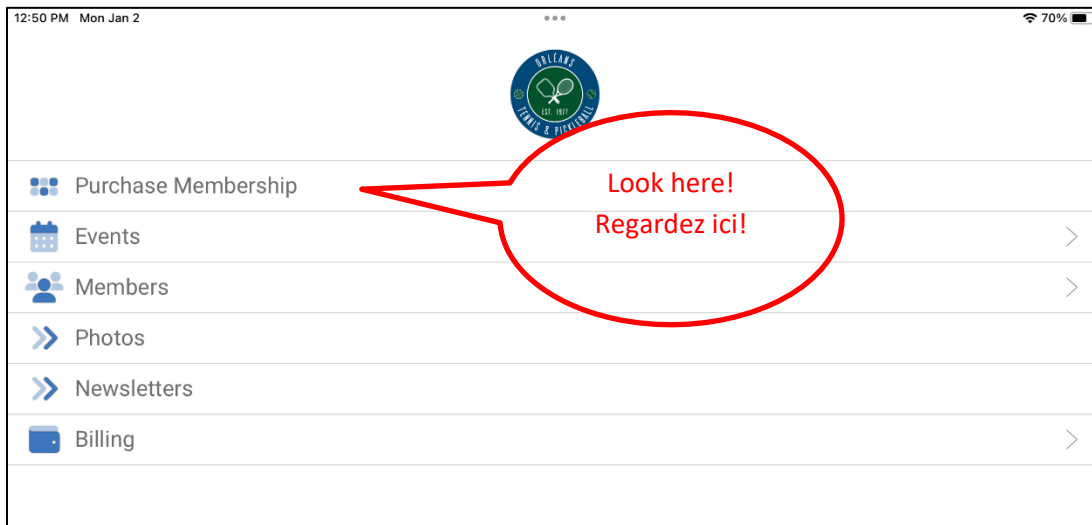 12:50 PM Mon Jan 2
70%
ORLÉANS
EST. 1977
TENNIS & PICKLEBALL
Purchase Membership
Look here!
Regardez ici!
Events
Members
Photos
Newsletters
Billing